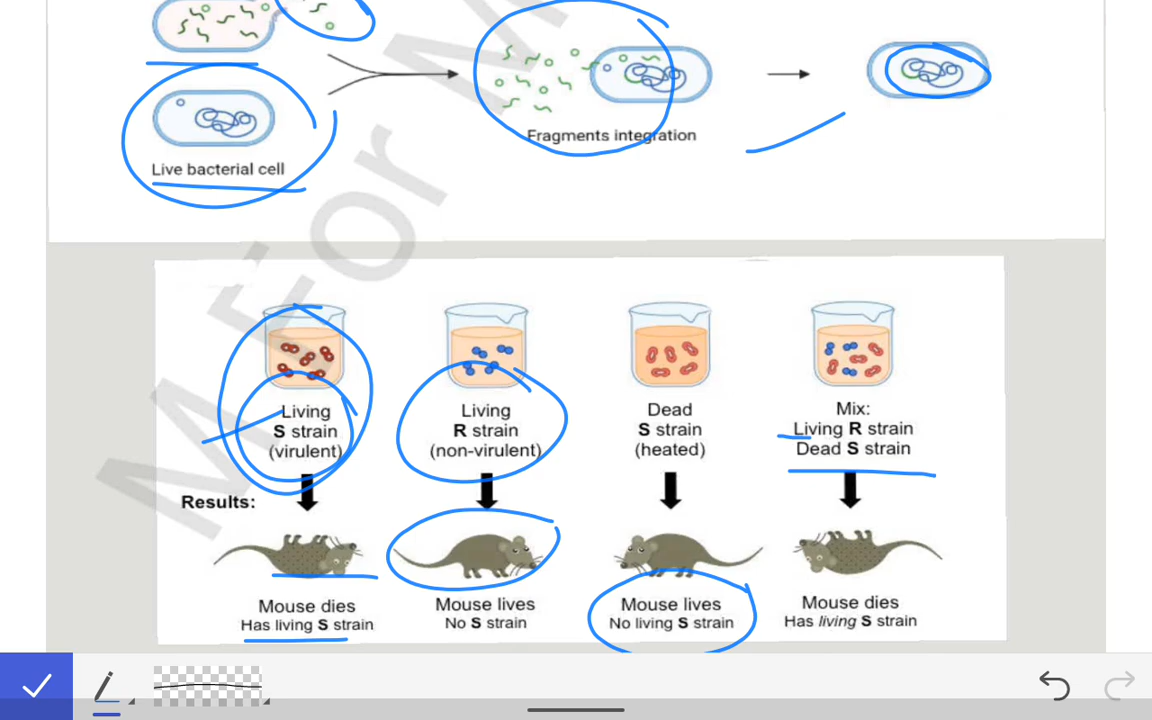 Fragments integration
Live bacterial cell
M For M
Living
S strain
(virulent)
Living
R strain
(non-virulent)
Dead
S strain
(heated)
Mix:
Living R strain
Dead S strain
Results:
Mouse dies
Has living S strain
Mouse lives
No S strain
Mouse lives
No living S strain
Mouse dies
Has living S strain